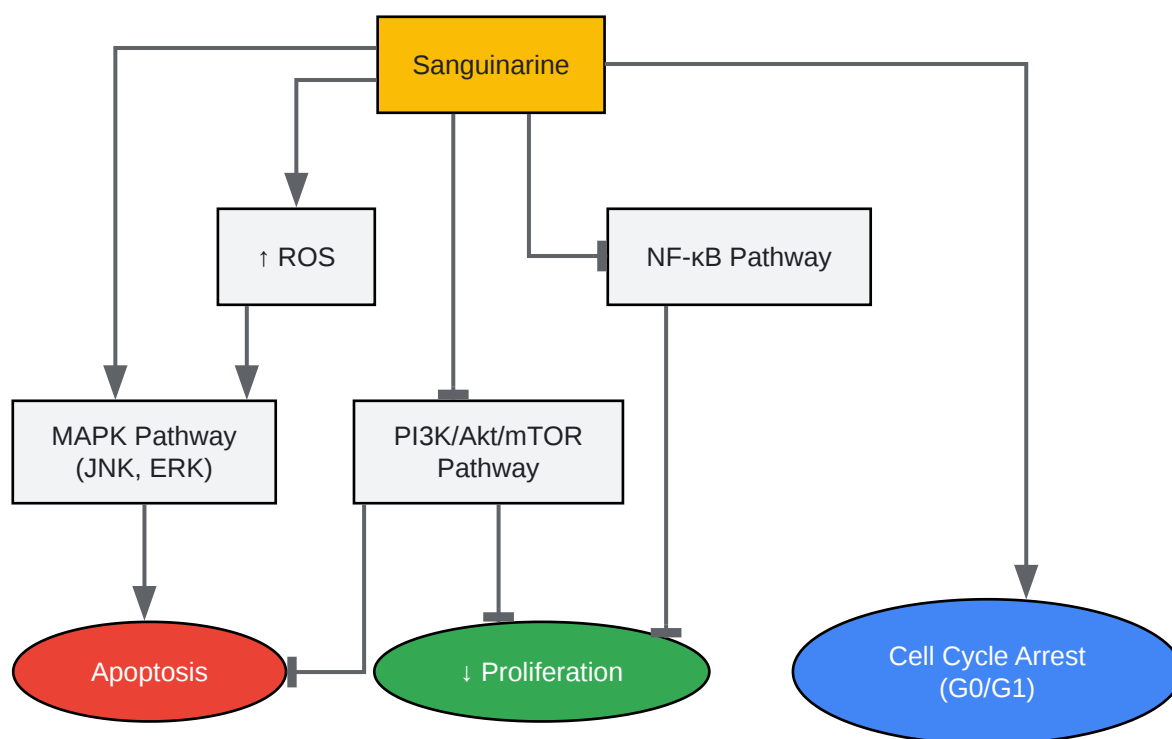 Sanguinarine
↑ ROS
NF-κB Pathway
MAPK Pathway
(JNK, ERK)
PI3K/Akt/mTOR
Pathway
Apoptosis
↓ Proliferation
Cell Cycle Arrest
(G0/G1)